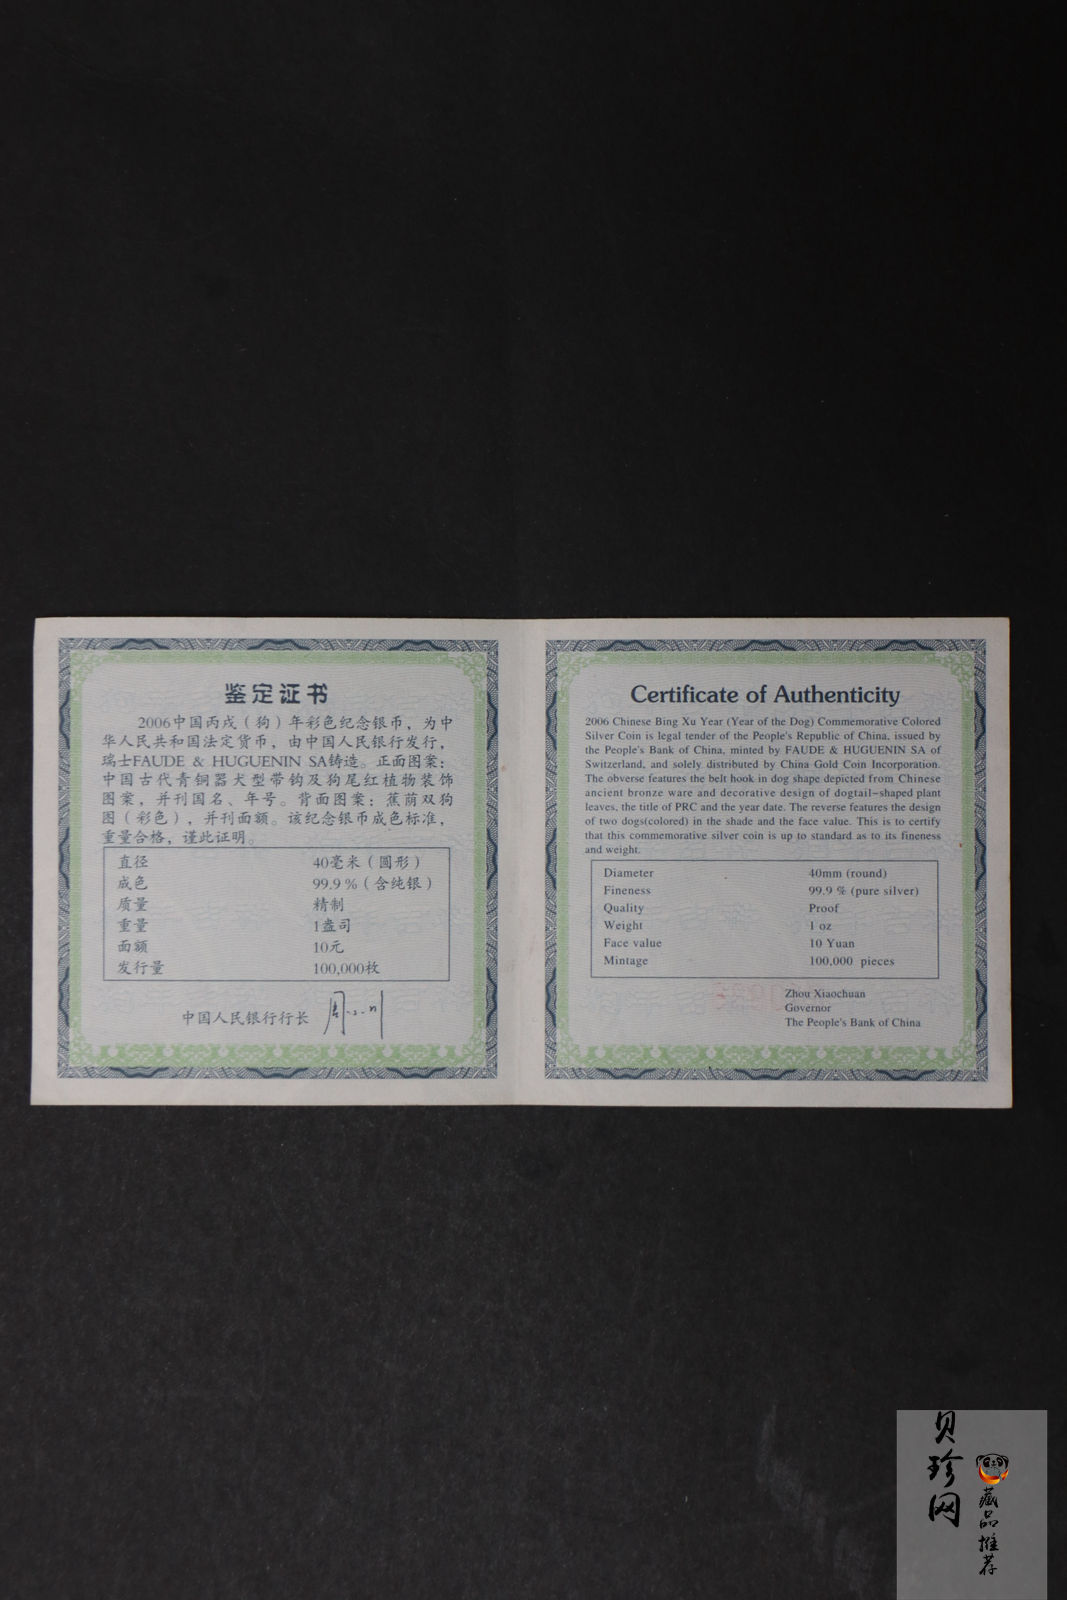 鉴定证书
2006中国丙戌（狗）年彩色纪念银币，为中
华人民共和国法定货币，由中国人民银行发行，
瑞士FAUDE & HUGUENIN SA铸造。正面图案：
中国古代青铜器犬型带钩及狗尾红植物装饰
图案，并刊国名、年号。背面图案：蕉荫双狗
图（彩色），并刊面额。该纪念银币成色标准，
重量合格，谨此证明。
直径 40毫米（圆形）
成色 99.9%（含纯银）
质量 精制
重量 1盎司
面额 10元
发行量 100,000枚
中国人民银行行长
Certificate of Authenticity
2006 Chinese Bing Xu Year (Year of the Dog) Commemorative Colored
Silver Coin is legal tender of the People's Republic of China, issued by
the People's Bank of China, minted by FAUDE & HUGUENIN SA of
Switzerland, and solely distributed by China Gold Coin Incorporation.
The obverse features the belt hook in dog shape depicted from Chinese
ancient bronze ware and decorative design of dogtail-shaped plant
leaves, the title of PRC and the year date. The reverse features the design
of two dogs(colored) in the shade and the face value. This is to certify
that this commemorative silver coin is up to standard as to its fineness
and weight.
Diameter 40mm (round)
Fineness 99.9 % (pure silver)
Quality Proof
Weight 1 oz
Face value 10 Yuan
Mintage 100,000 pieces
Zhou Xiaochuan
Governor
The People's Bank of China
贝珍网
藏品推荐